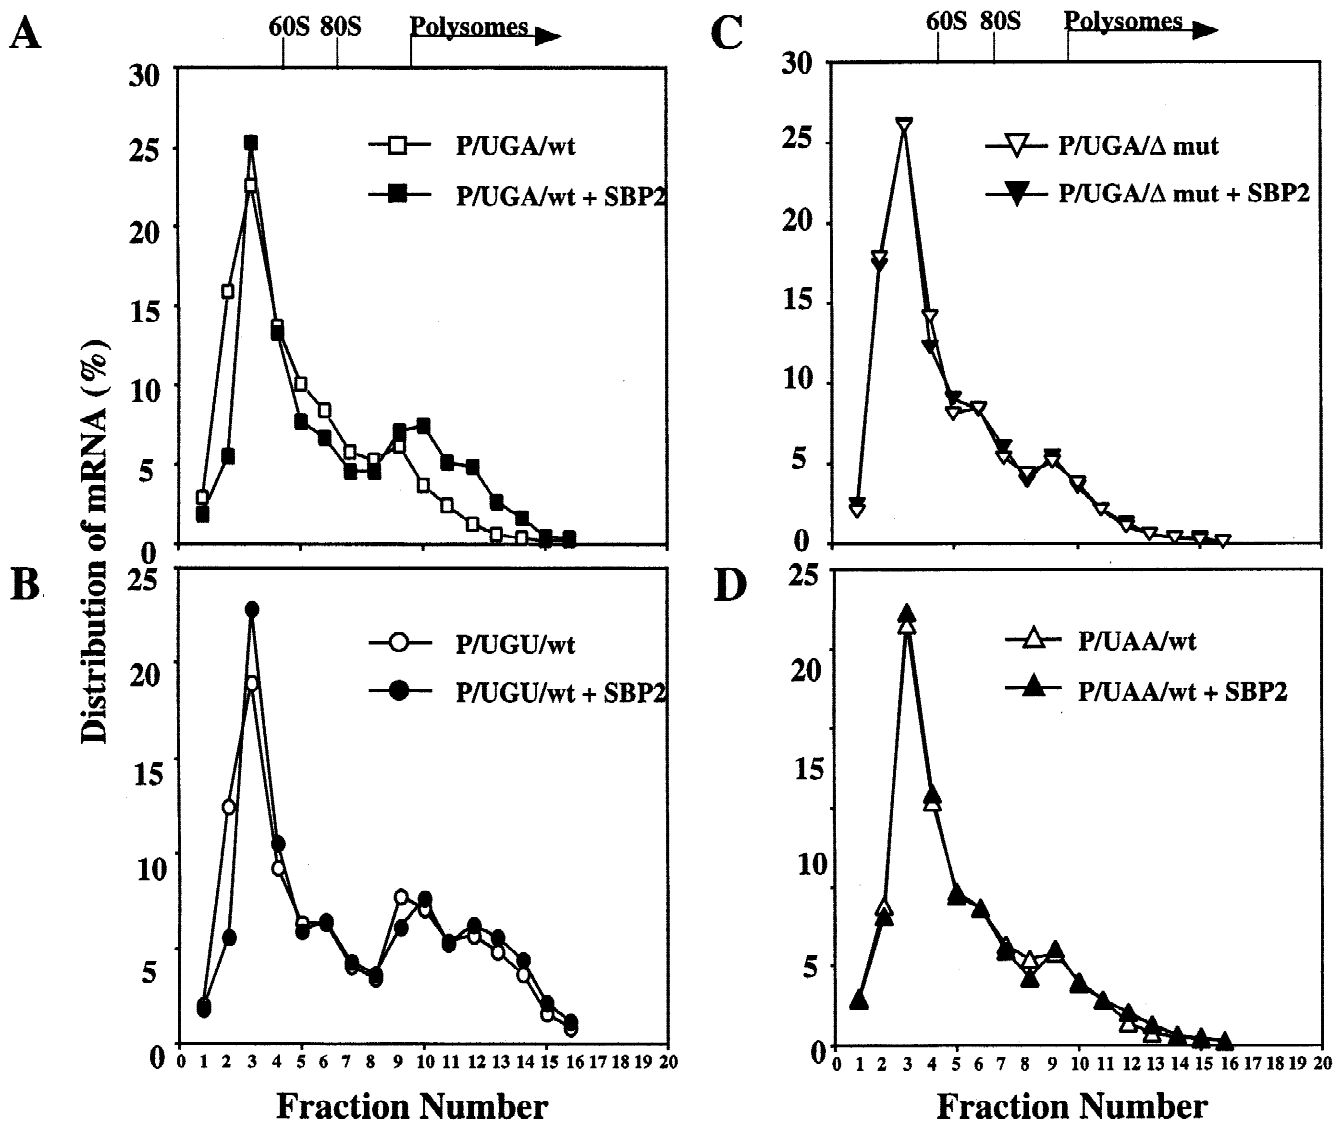 A
60S 80S Polysomes
30
25
20
15
10
5
0
P/UGA/wt
P/UGA/wt + SBP2
C
60S 80S Polysomes
30
25
20
15
10
5
0
P/UGA/Δ mut
P/UGA/Δ mut + SBP2
Distribution of mRNA (%)
B
25
20
15
10
5
0
P/UGU/wt
P/UGU/wt + SBP2
0 1 2 3 4 5 6 7 8 9 10 11 12 13 14 15 16 17 18 19 20
Fraction Number
D
25
20
15
10
5
0
P/UAA/wt
P/UAA/wt + SBP2
0 1 2 3 4 5 6 7 8 9 10 11 12 13 14 15 16 17 18 19 20
Fraction Number